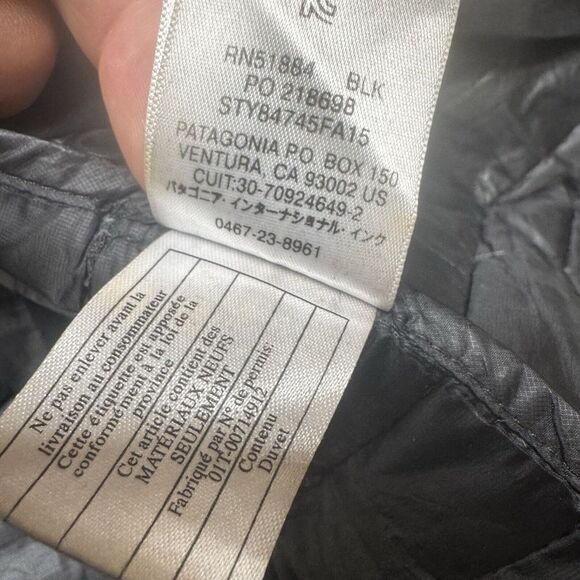 RN51884 BLK
PO 218698
STY84745FA15
PATAGONIA PO BOX 150
VENTURA, CA 93002 US
CUIT:30-70924649-2
パタゴニア・インターナショナル・インク
0467-23-8961
Ne pas enlever avant la
livraison au consommateur
Cette étiquette est apposée
conformément à la loi de la
province
Cet article contient des
MATERIAUX NEUFS
SEULEMENT
Fabriqué par N° de permis:
01T-00714912
Contenu
Duvet